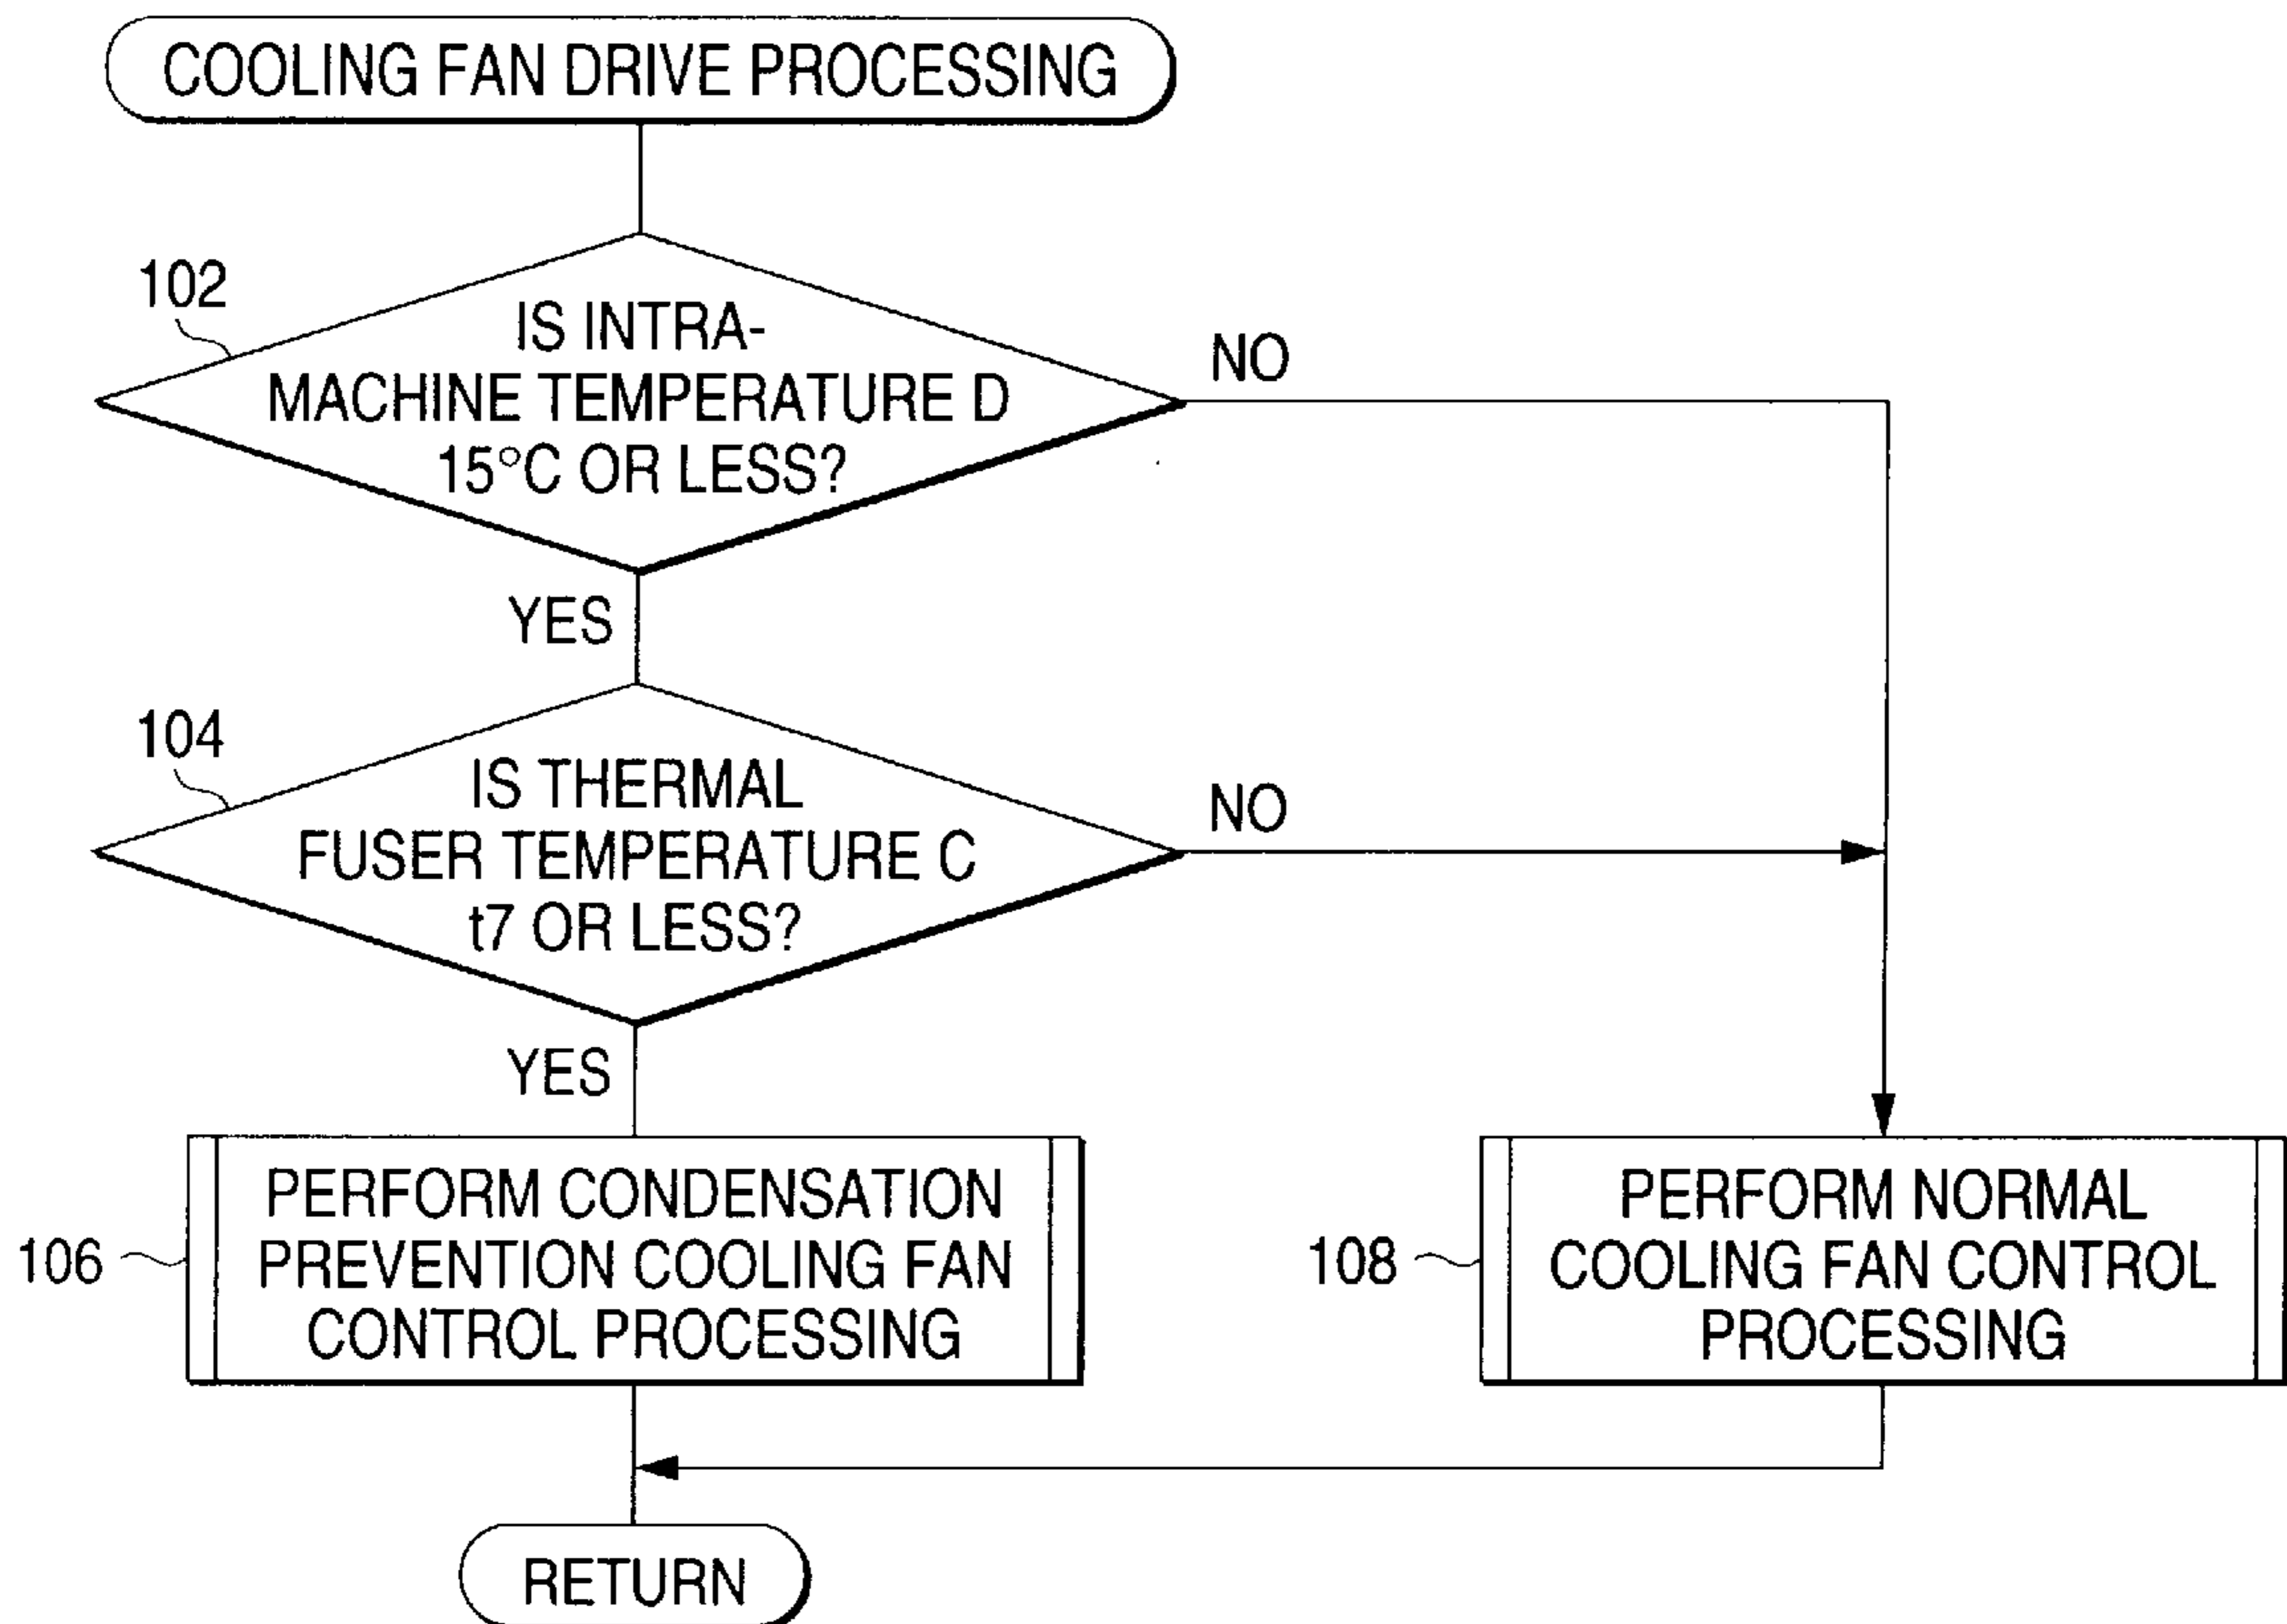 COOLING FAN DRIVE PROCESSING
102
IS INTRA-
MACHINE TEMPERATURE D
15°C OR LESS?
NO
YES
104
IS THERMAL
FUSER TEMPERATURE C
t7 OR LESS?
NO
YES
106
PERFORM CONDENSATION
PREVENTION COOLING FAN
CONTROL PROCESSING
108
PERFORM NORMAL
COOLING FAN CONTROL
PROCESSING
RETURN